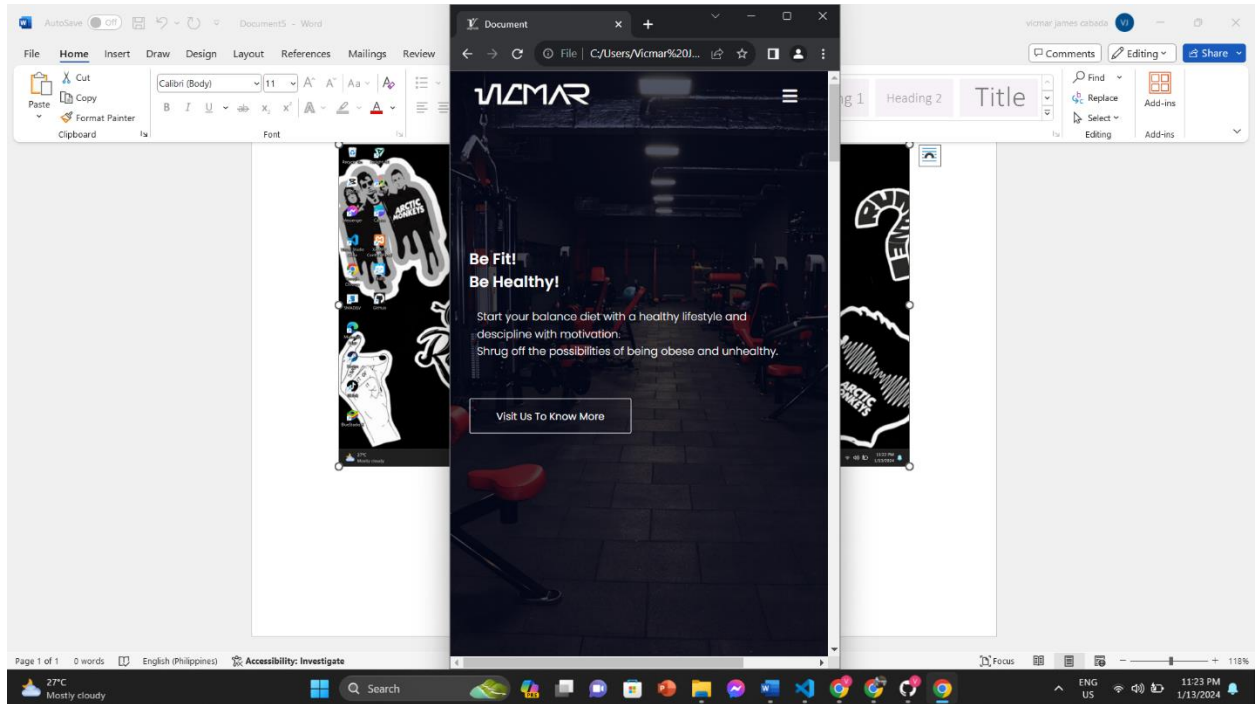 AutoSave Off Document5 - Word
vicmar james cabada VJ
File Home Insert Draw Design Layout References Mailings Review
Comments Editing Share
Paste
Cut
Copy
Format Painter
Clipboard
Calibri (Body) 11
Font
Heading 2 Title
Find
Replace
Select
Editing
Add-ins
Add-ins
Document
File C:/Users/Vicmar%20J...
VICMAR
Be Fit!
Be Healthy!
Start your balance diet with a healthy lifestyle and
descipline with motivation.
Shrug off the possibilities of being obese and unhealthy.
Visit Us To Know More
ARCTIC
MONKEYS
ARCTIC
MONKEYS
Page 1 of 1 0 words English (Philippines) Accessibility: Investigate
Focus 118%
27°C
Mostly cloudy
Search
ENG
US
11:23 PM
1/13/2024